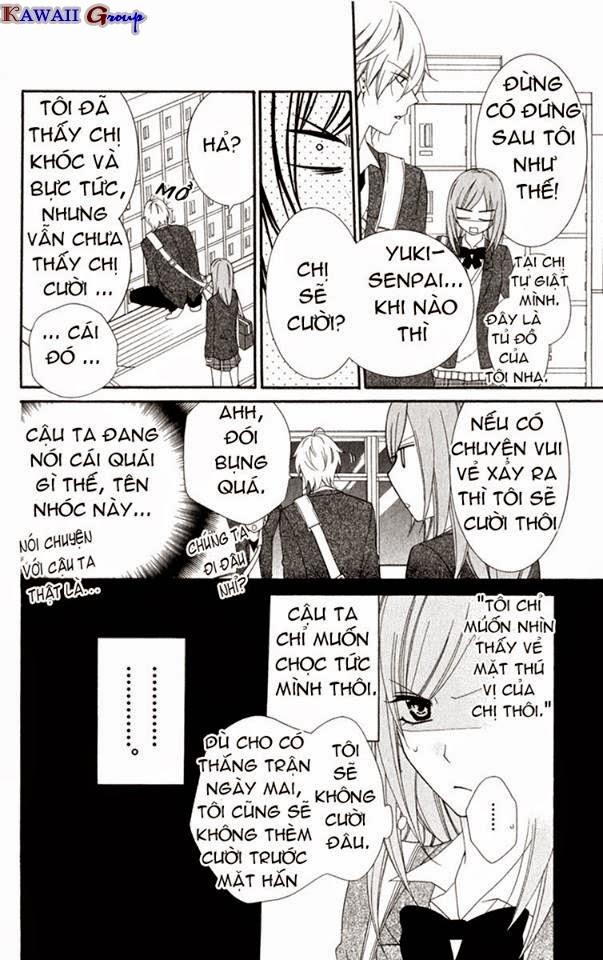 KAWAII Group
ĐỪNG
CÓ ĐỨNG
SAU TÔI
NHƯ
THẾ!
TẠI CHỊ
TỰ GIẬT
MÌNH.
ĐÂY LÀ
TỦ ĐỒ
CỦA
TÔI NHA.
YUKI-
SENPAI...
KHI NÀO
THÌ
CHỊ
SẼ
CƯỜI?
HẢ?
MỞ
TÔI ĐÃ
THẤY CHỊ
KHÓC VÀ
BỰC TỨC,
NHƯNG
VẪN CHƯA
THẤY CHỊ
CƯỜI ...
... CÁI
ĐÓ ...
NẾU CÓ
CHUYỆN VUI
VẺ XẢY RA
THÌ TÔI SẼ
CƯỜI THÔI
AHH,
ĐÓI
BỤNG
QUÁ.
CHÚNG TA
ĐI ĐÂU
NHỈ?
CẬU TA ĐANG
NÓI CÁI QUÁI
GÌ THẾ, TÊN
NHÓC NÀY...
NÓI CHUYỆN
VỚI CẬU TA
THẬT LÀ...
"TÔI CHỈ
MUỐN NHÌN
THẤY VẺ
MẶT THÚ
VỊ CỦA
CHỊ THÔI."
CẬU TA
CHỈ MUỐN
CHỌC TỨC
MÌNH THÔI.
......
TÔI
SẼ
KHÔNG
CƯỜI
ĐÂU.
DÙ CHO CÓ
THẮNG TRẬN
NGÀY MAI,
TÔI CŨNG SẼ
KHÔNG THÈM
CƯỜI TRƯỚC
MẶT HẮN
............。